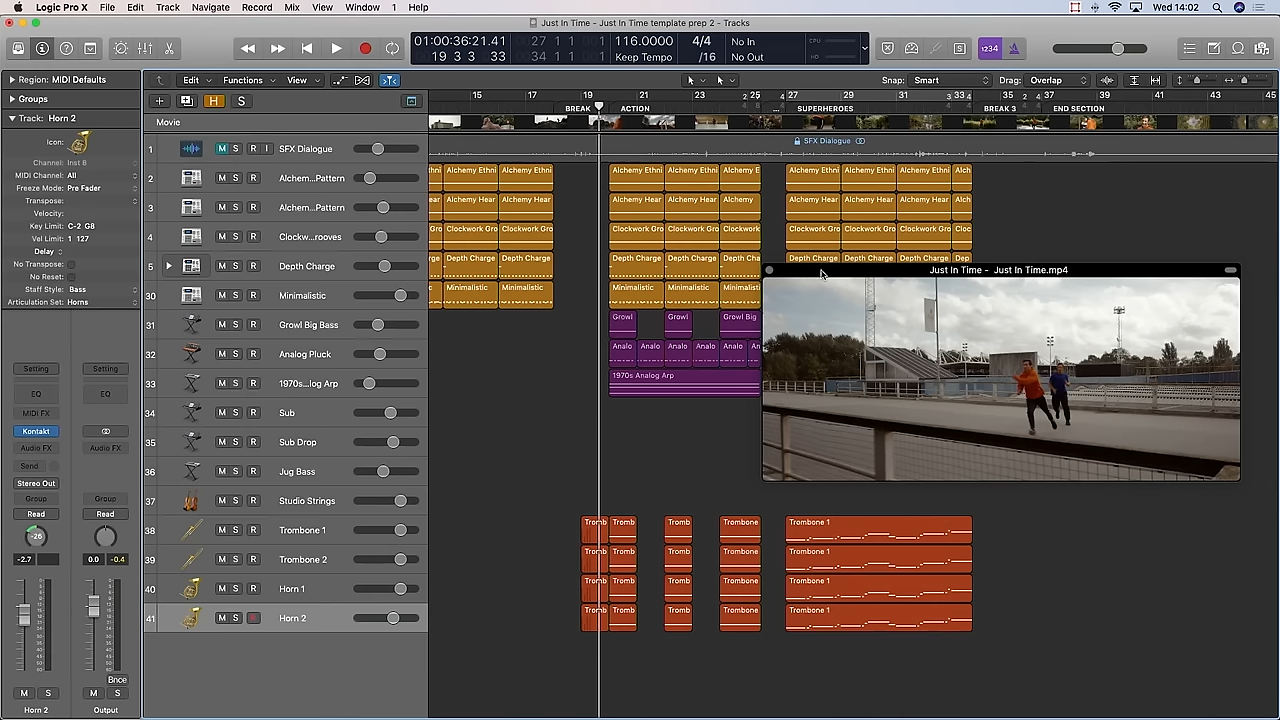 Logic Pro X File Edit Track Navigate Record Mix View Window 1 Help Wed 14:02
Just In Time - Just In Time template prep 2 - Tracks
01:00:36:21.41 27 1 1 116.0000 4/4 No In CPU
19 3 3 33 34 1 1 Keep Tempo /16 No Out HD
1234
Region: MIDI Defaults
Edit Functions View Snap: Smart Drag: Overlap
Groups
H S
15 17 19 21 23 25 27 29 31 33 35 37 39 41 43 45
BREAK ACTION ... SUPERHEROES BREAK 3 END SECTION
Track: Horn 2
Movie
Icon:
Channel: Inst 8
MIDI Channel: All
Freeze Mode: Pre Fader
Transpose:
Velocity:
Key Limit: C-2 G8
Vel Limit: 1 127
Delay
No Transpose:
No Reset:
Staff Style: Bass
Articulation Set: Horns
1 M S R I SFX Dialogue
SFX Dialogue
2 M S R Alchem...Pattern
Alchemy Ethni Alchemy Ethni Alchemy Ethni Alchemy Ethni Alchemy E Alchemy Ethni Alchemy Ethni Alchemy Ethni Alch
3 M S R Alchem...Pattern
Alchemy Hear Alchemy Hear Alchemy Hear Alchemy Hear Alchemy Alchemy Hear Alchemy Hear Alchemy Hear Alch
4 M S R Clockw...rooves
Clockwork Gro Clockwork Gro Clockwork Gro Clockwork Gro Clockwork Clockwork Gro Clockwork Gro Clockwork Gro Cloc
5 M S R Depth Charge
Depth Charge Depth Charge Depth Charge Depth Charge Depth Ch Depth Charge Depth Charge Depth Charge Dep
30 M S R Minimalistic
Minimalistic Minimalistic Minimalistic Minimalistic Minimalis
31 M S R Growl Big Bass
Growl Growl Growl Big
32 M S R Analog Pluck
Analo Analo Analo Analo Analo An
33 M S R 1970s...log Arp
1970s Analog Arp
34 M S R Sub
35 M S R Sub Drop
36 M S R Jug Bass
37 M S R Studio Strings
38 M S R Trombone 1
Tromb Tromb Tromb Trombone Trombone 1
39 M S R Trombone 2
Tromb Tromb Tromb Trombone Trombone 1
40 M S R Horn 1
Tromb Tromb Tromb Trombone Trombone 1
41 M S R Horn 2
Tromb Tromb Tromb Trombone Trombone 1
Just In Time - Just In Time.mp4
Setting Setting
EQ EQ
MIDI FX
Kontakt
Audio FX Audio FX
Send
Stereo Out
Group Group
Read Read
-26
-2.7 0.0 -0.4
Bnce
M S M S
Horn 2 Output